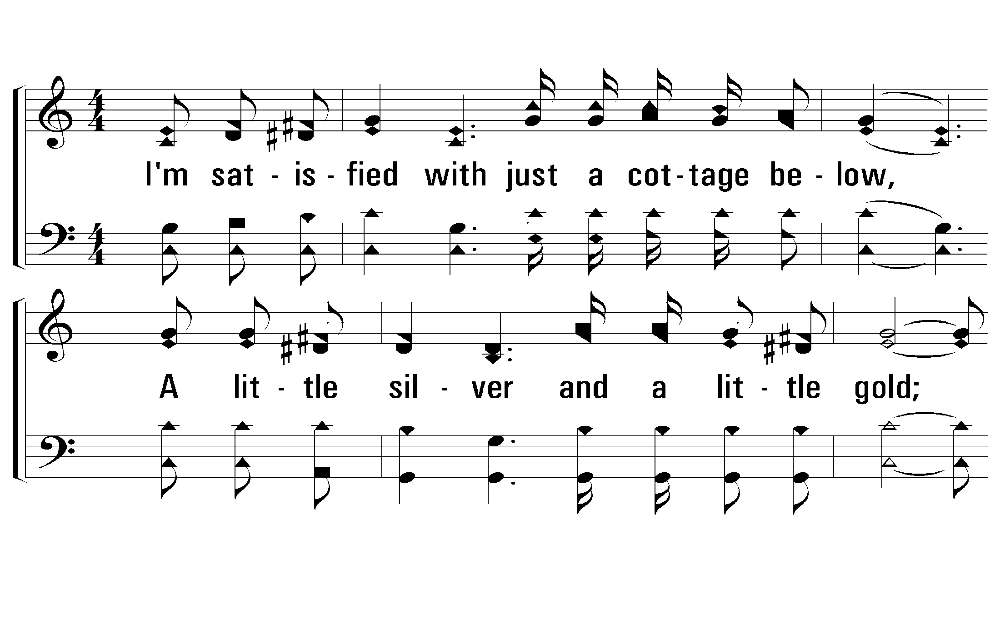 I'm sat - is - fied with just a cot - tage be - low,
A lit - tle sil - ver and a lit - tle gold;